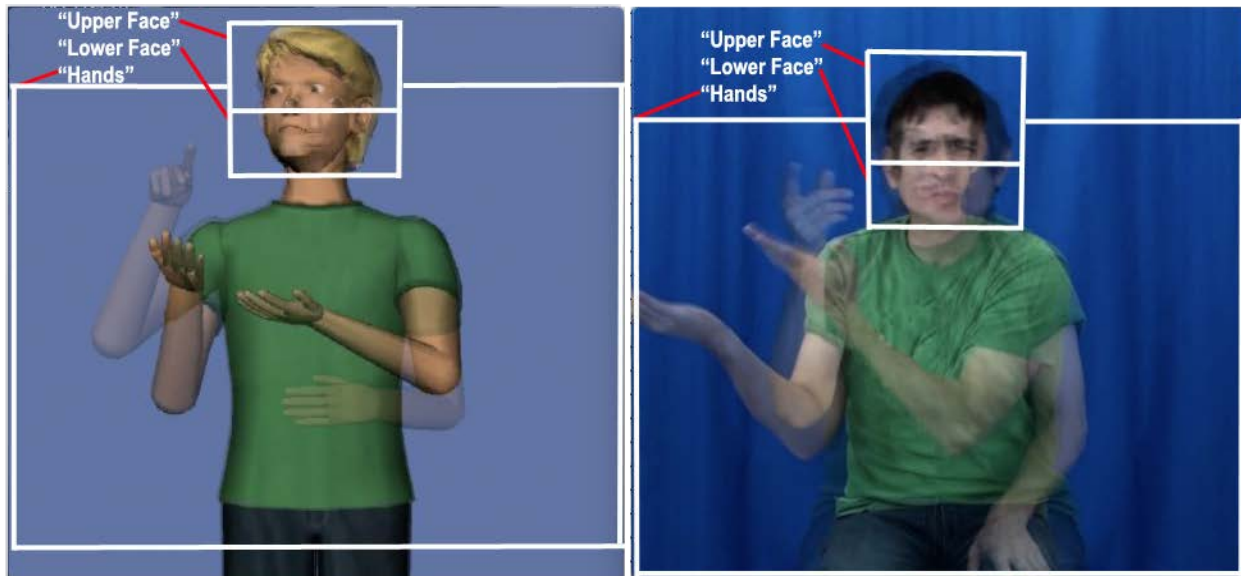 “Upper Face”
“Lower Face”
“Hands”
“Upper Face”
“Lower Face”
“Hands”